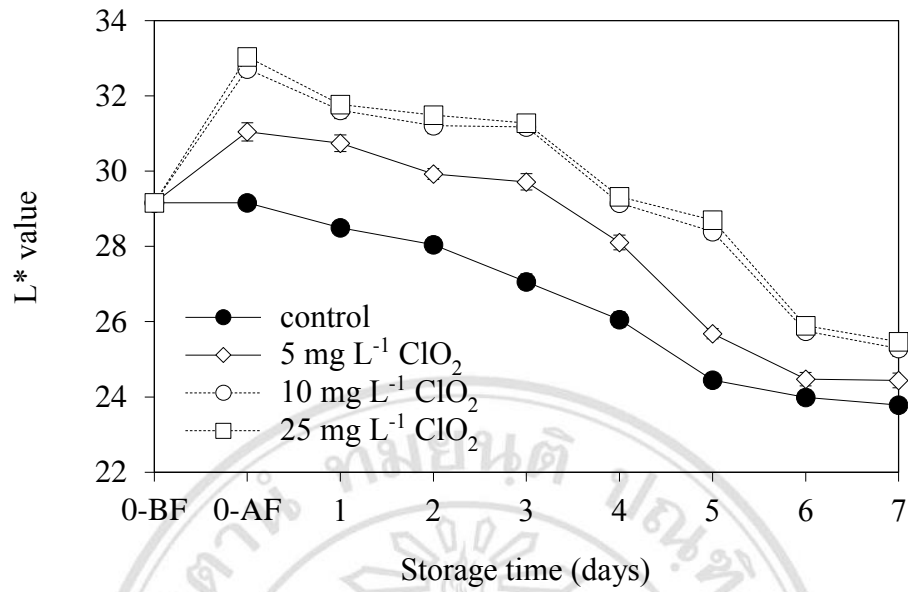 34
33
32
30
28
26
24
22
L* value
control
5 mg L-1 ClO2
10 mg L-1 ClO2
25 mg L-1 ClO2
0-BF 0-AF 1 2 3 4 5 6 7
Storage time (days)